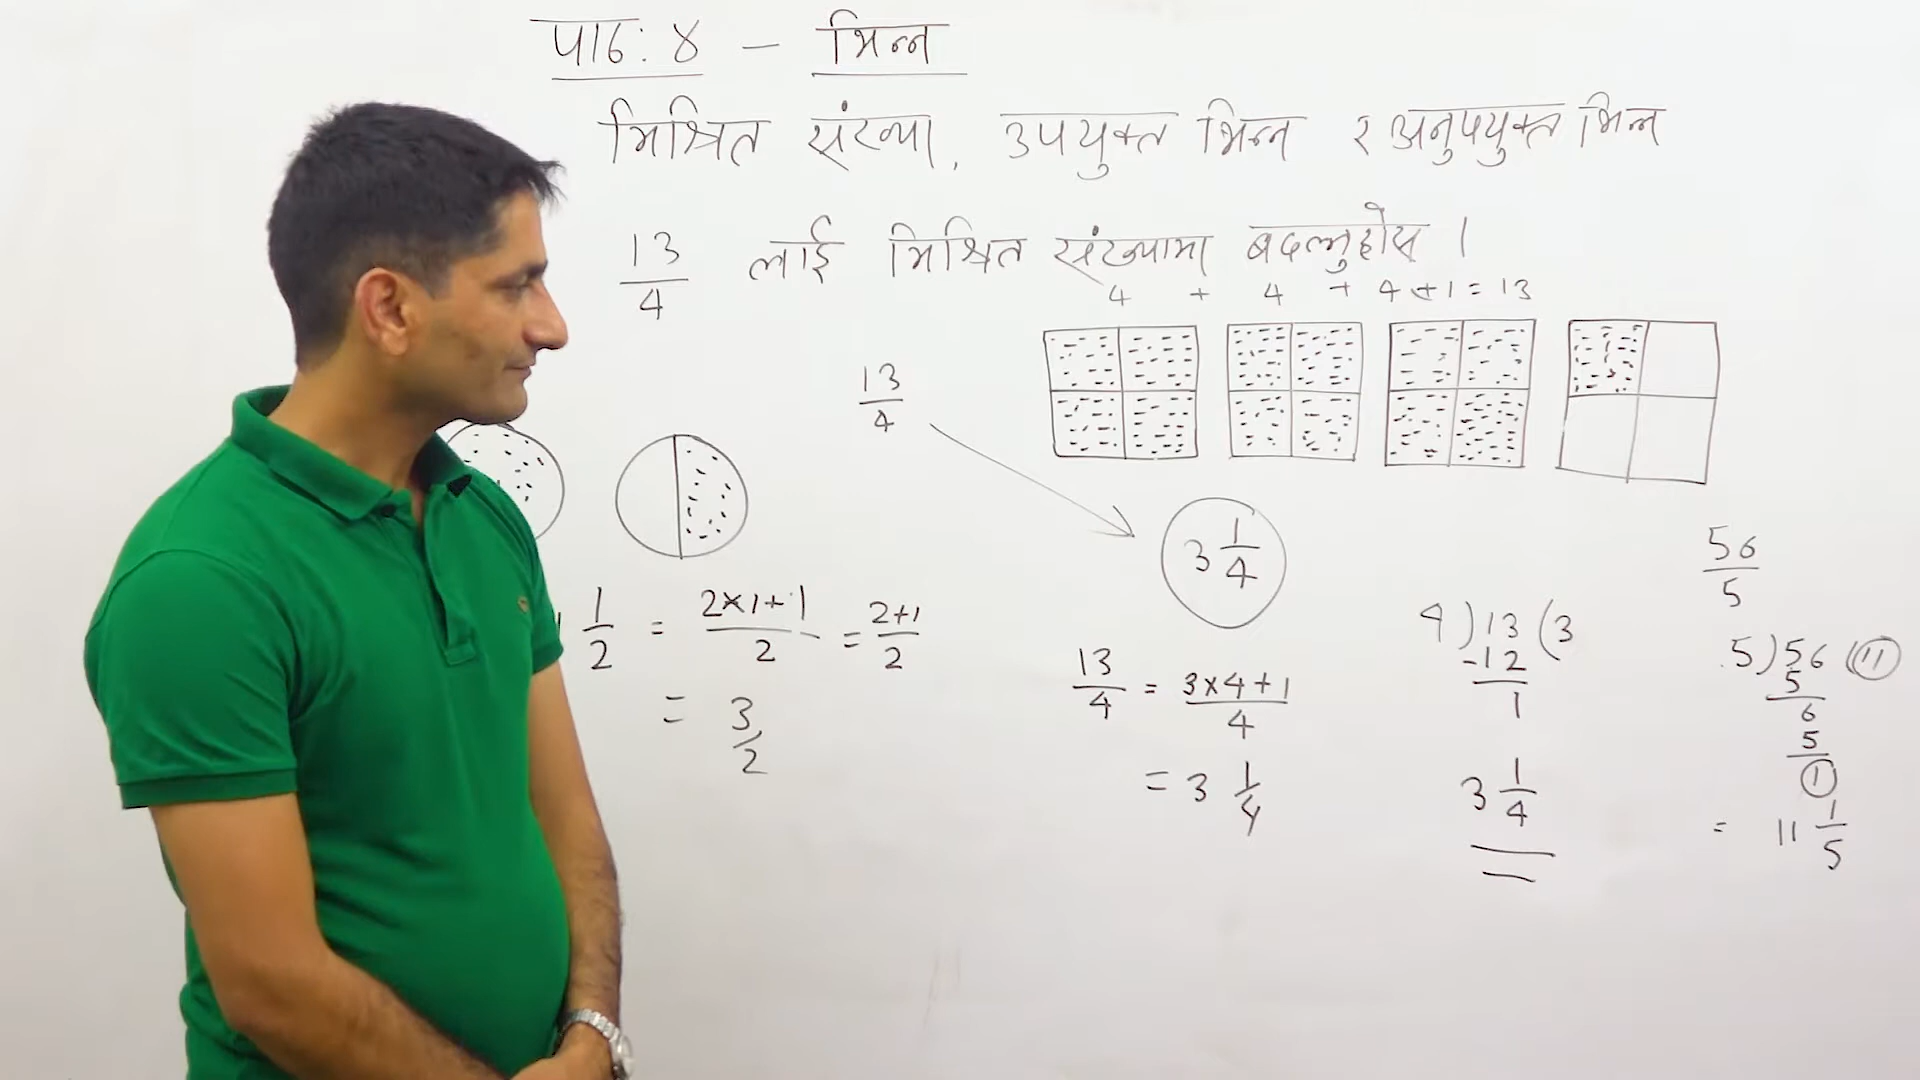 पाठ: ४ – भिन्न
मिश्रित संख्या, उपयुक्त भिन्न र अनुपयुक्त भिन्न
13/4 लाई मिश्रित संख्यामा बदल्नुहोस ।
4 + 4 + 4 + 1 = 13
13/4
3 1/4
1/2 = 2×1+1/2 = 2+1/2
= 3/2
13/4 = 3×4+1/4
= 3 1/4
4)13(3
-12
1
3 1/4
56/5
5)56(11
5
6
5
1
= 11 1/5